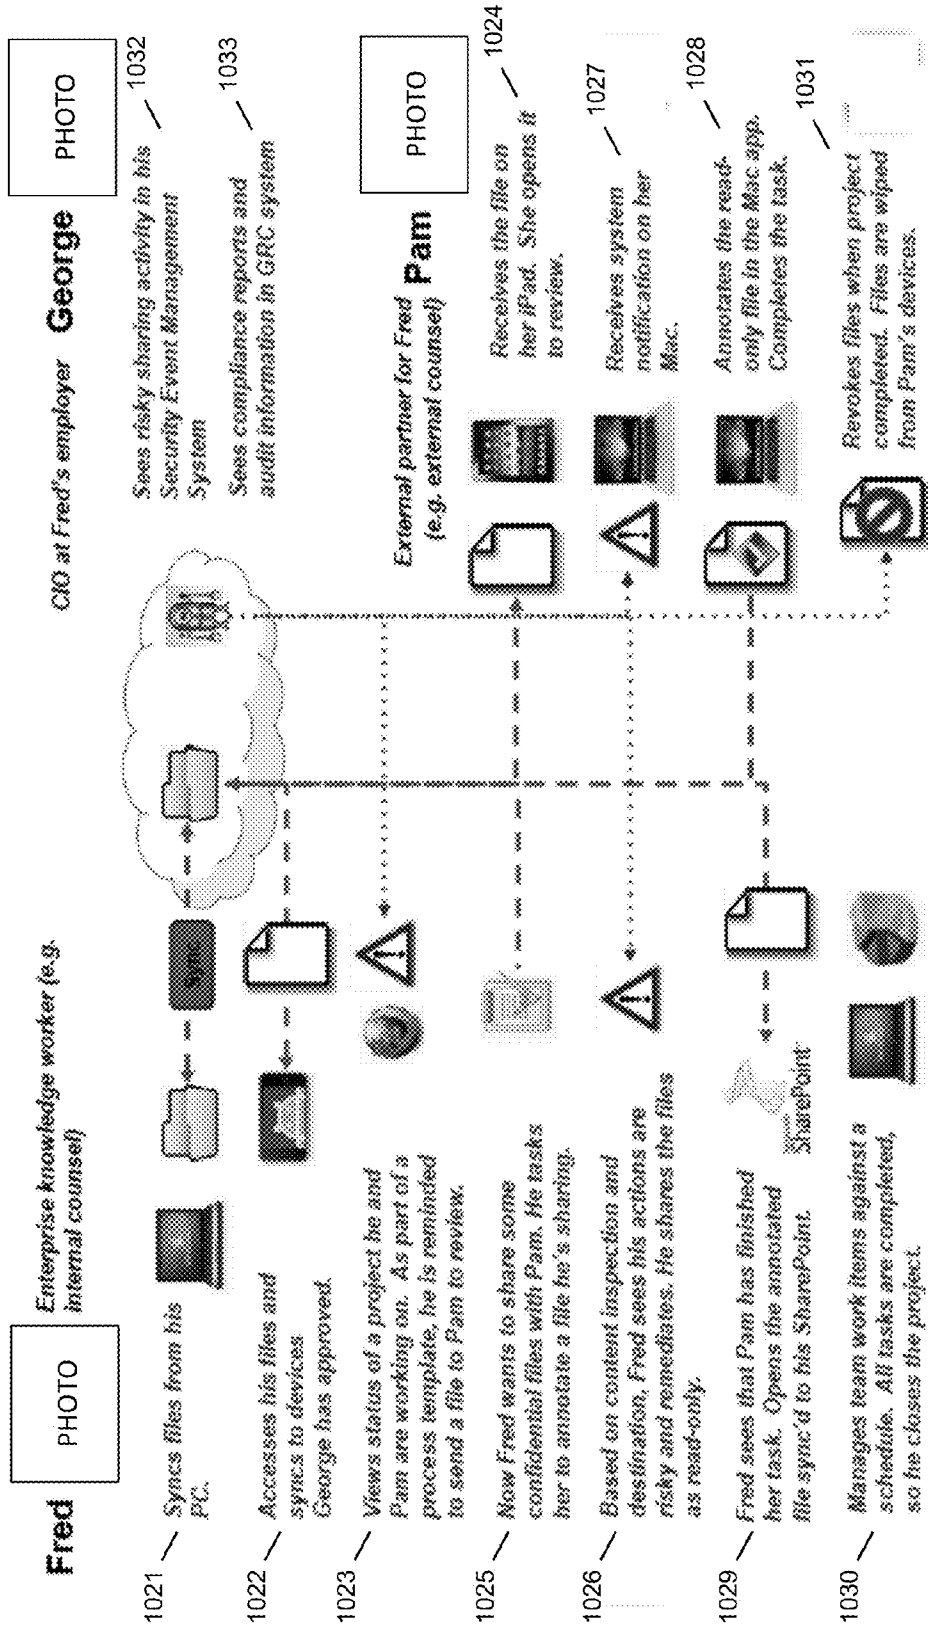 Fred
PHOTO
Enterprise knowledge worker (e.g.
internal counsel)
1021
Syncs files from his
PC.
Sync
1022
Accesses his files and
syncs to devices
George has approved.
1023
Views status of a project he and
Pam are working on. As part of a
process template, he is reminded
to send a file to Pam to review.
1025
Now Fred wants to share some
confidential files with Pam. He tasks
her to annotate a file he's sharing.
1026
Based on content inspection and
destination, Fred sees his actions are
risky and remediates. He shares the files
as read-only.
1029
Fred sees that Pam has finished
her task. Opens the annotated
file sync'd to his SharePoint.
SharePoint
1030
Manages team work items against a
schedule. All tasks are completed,
so he closes the project.
CIO at Fred's employer
George
PHOTO
Sees risky sharing activity in his
Security Event Management
System
1032
Sees compliance reports and
audit information in GRC system
1033
External partner for Fred
(e.g. external counsel)
Pam
PHOTO
Receives the file on
her iPad. She opens it
to review.
1024
Receives system
notification on her
Mac.
1027
Annotates the read-
only file in the Mac app.
Completes the task.
1028
Revokes files when project
completed. Files are wiped
from Pam's devices.
1031